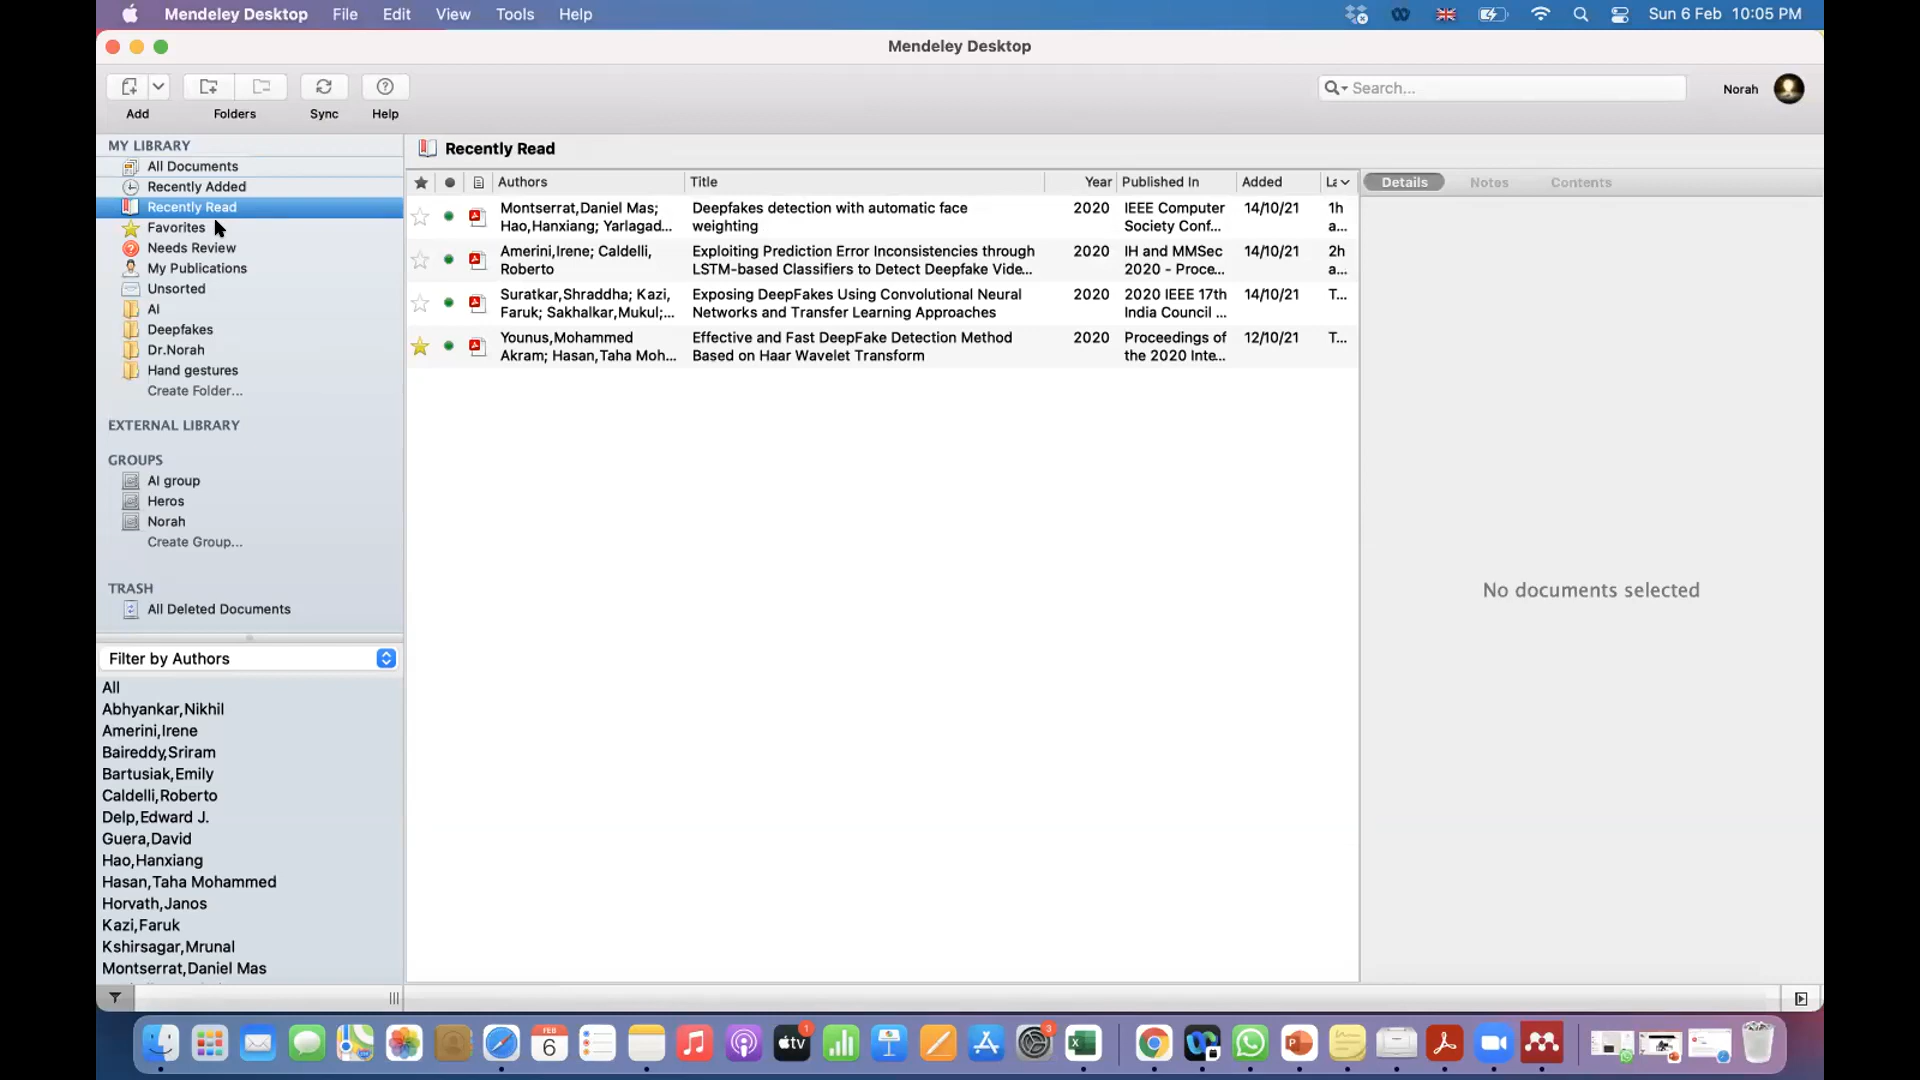 Mendeley Desktop File Edit View Tools Help Sun 6 Feb 10:05 PM
Mendeley Desktop
Add Folders Sync Help Search... Norah
MY LIBRARY
All Documents
Recently Added
Recently Read
Favorites
Needs Review
My Publications
Unsorted
AI
Deepfakes
Dr.Norah
Hand gestures
Create Folder...
EXTERNAL LIBRARY
GROUPS
AI group
Heros
Norah
Create Group...
TRASH
All Deleted Documents
Filter by Authors
All
Abhyankar,Nikhil
Amerini,Irene
Baireddy,Sriram
Bartusiak,Emily
Caldelli,Roberto
Delp,Edward J.
Guera,David
Hao,Hanxiang
Hasan,Taha Mohammed
Horvath,Janos
Kazi,Faruk
Kshirsagar,Mrunal
Montserrat,Daniel Mas
Recently Read
Authors Title Year Published In Added La
Montserrat,Daniel Mas; Deepfakes detection with automatic face 2020 IEEE Computer 14/10/21 1h
Hao,Hanxiang; Yarlagad... weighting Society Conf... a...
Amerini,Irene; Caldelli, Exploiting Prediction Error Inconsistencies through 2020 IH and MMSec 14/10/21 2h
Roberto LSTM-based Classifiers to Detect Deepfake Vide... 2020 - Proce... a...
Suratkar,Shraddha; Kazi, Exposing DeepFakes Using Convolutional Neural 2020 2020 IEEE 17th 14/10/21 T...
Faruk; Sakhalkar,Mukul;... Networks and Transfer Learning Approaches India Council ...
Younus,Mohammed Effective and Fast DeepFake Detection Method 2020 Proceedings of 12/10/21 T...
Akram; Hasan,Taha Moh... Based on Haar Wavelet Transform the 2020 Inte...
Details Notes Contents
No documents selected
FEB
6
tv
1
3